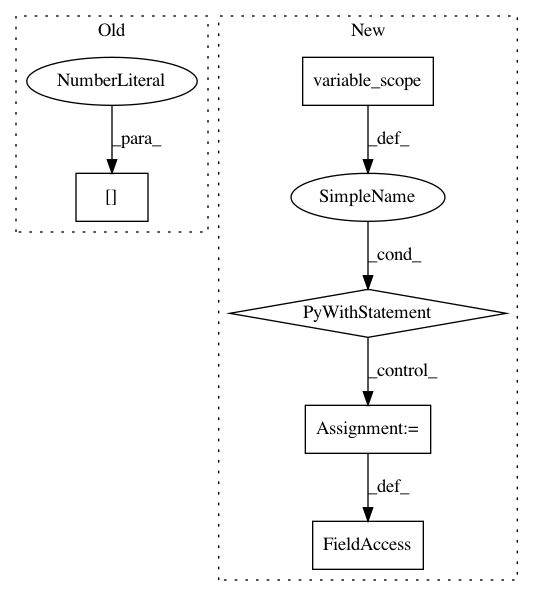 Old
NumberLiteral
_para_
[]
New
variable_scope
_def_
SimpleName
_cond_
PyWithStatement
_control_
Assignment:=
_def_
FieldAccess